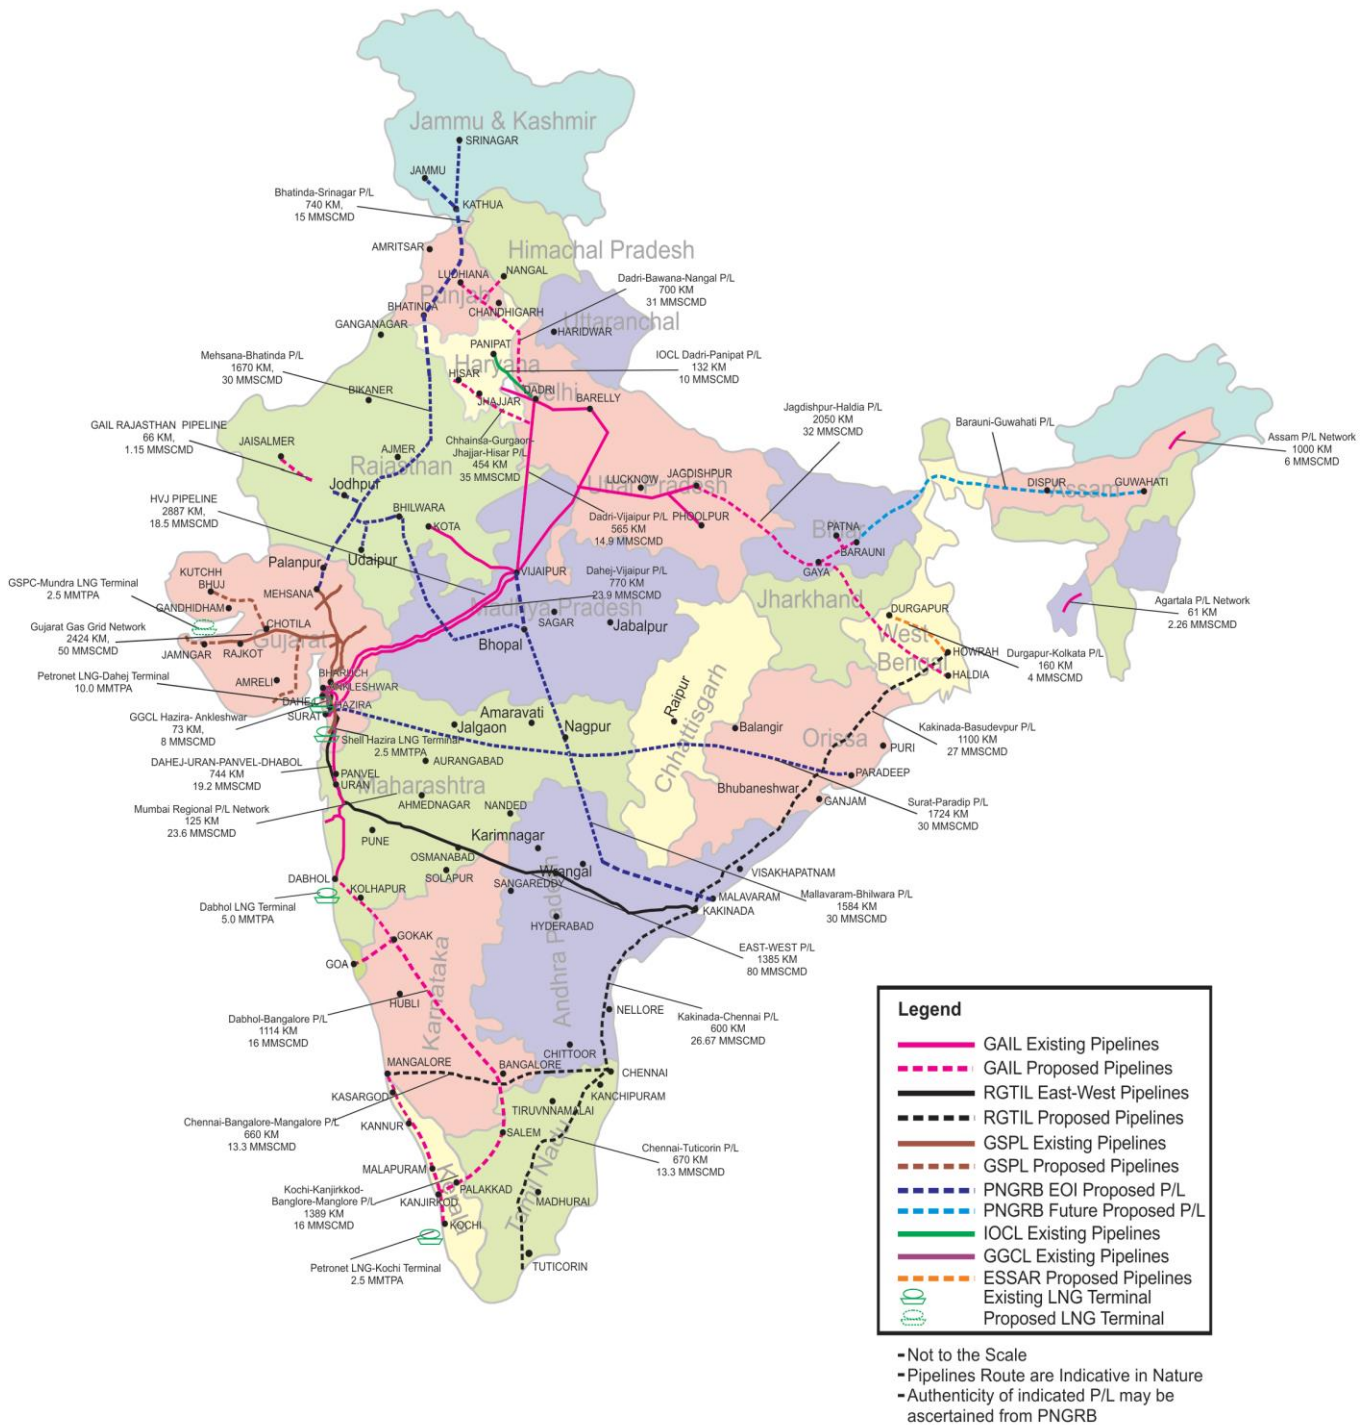 Jammu & Kashmir
SRINAGAR
JAMMU
Bhatinda-Srinagar P/L
740 KM,
15 MMSCMD
KATHUA
AMRITSAR
Himachal Pradesh
LUDHIANA
NANGAL
Dadri-Bawana-Nangal P/L
700 KM
31 MMSCMD
Punjab
CHANDHIGARH
BHATINDA
Uttaranchal
HARIDWAR
GANGANAGAR
PANIPAT
Mehsana-Bhatinda P/L
1670 KM,
30 MMSCMD
Haryana
IOCL Dadri-Panipat P/L
132 KM
10 MMSCMD
HISAR
Delhi
DADRI
BIKANER
JHAJJAR
BARELLY
GAIL RAJASTHAN PIPELINE
66 KM,
1.15 MMSCMD
Jagdishpur-Haldia P/L
2050 KM
32 MMSCMD
Barauni-Guwahati P/L
Assam P/L Network
1000 KM
6 MMSCMD
JAISALMER
AJMER
Chhainsa-Gurgaon-
Jhajjar-Hisar P/L
454 KM
35 MMSCMD
Rajasthan
Jodhpur
LUCKNOW
JAGDISHPUR
Uttar Pradesh
DISPUR
Assam
GUWAHATI
HVJ PIPELINE
2887 KM,
18.5 MMSCMD
BHILWARA
KOTA
Dadri-Vijaipur P/L
565 KM
14.9 MMSCMD
PHOOLPUR
Bihar
PATNA
BARAUNI
Udaipur
Palanpur
GAYA
KUTCHH
BHUJ
GSPC-Mundra LNG Terminal
2.5 MMTPA
MEHSANA
VIJAIPUR
Dahej-Vijaipur P/L
770 KM
23.9 MMSCMD
Jharkhand
Agartala P/L Network
61 KM
2.26 MMSCMD
GANDHIDHAM
Madhya Pradesh
SAGAR
Jabalpur
DURGAPUR
CHOTILA
Gujarat Gas Grid Network
2424 KM,
50 MMSCMD
Gujarat
Bhopal
West
Bengal
HOWRAH
Durgapur-Kolkata P/L
160 KM
4 MMSCMD
JAMNGAR
RAJKOT
HALDIA
Petronet LNG-Dahej Terminal
10.0 MMTPA
AMRELI
BHARUCH
ANKLESHWAR
DAHEJ
HAZIRA
SURAT
Raipur
Chhattisgarh
GGCL Hazira- Ankleshwar
73 KM,
8 MMSCMD
Amaravati
Jalgaon
Nagpur
Balangir
Orissa
Kakinada-Basudevpur P/L
1100 KM
27 MMSCMD
Shell Hazira LNG Terminal
2.5 MMTPA
PURI
DAHEJ-URAN-PANVEL-DHABOL
744 KM
19.2 MMSCMD
PANVEL
URAN
AURANGABAD
PARADEEP
Maharashtra
Bhubaneshwar
AHMEDNAGAR
NANDED
GANJAM
Surat-Paradip P/L
1724 KM
30 MMSCMD
Mumbai Regional P/L Network
125 KM
23.6 MMSCMD
PUNE
Karimnagar
OSMANABAD
SOLAPUR
Wrangal
VISAKHAPATNAM
DABHOL
KOLHAPUR
SANGAREDDY
MALAVARAM
KAKINADA
Mallavaram-Bhilwara P/L
1584 KM
30 MMSCMD
Dabhol LNG Terminal
5.0 MMTPA
HYDERABAD
Andhra Pradesh
GOKAK
EAST-WEST P/L
1385 KM
80 MMSCMD
GOA
Karnataka
HUBLI
NELLORE
Dabhol-Bangalore P/L
1114 KM
16 MMSCMD
Kakinada-Chennai P/L
600 KM
26.67 MMSCMD
CHITTOOR
MANGALORE
BANGALORE
CHENNAI
KASARGOD
KANCHIPURAM
Chennai-Bangalore-Mangalore P/L
660 KM
13.3 MMSCMD
TIRUVNNAMALAI
KANNUR
SALEM
Chennai-Tuticorin P/L
670 KM
13.3 MMSCMD
MALAPURAM
Kerala
PALAKKAD
Tamil Nadu
Kochi-Kanjirkkod-
Banglore-Manglore P/L
1389 KM
16 MMSCMD
KANJIRKOD
MADHURAI
KOCHI
Petronet LNG-Kochi Terminal
2.5 MMTPA
TUTICORIN
Legend
GAIL Existing Pipelines
GAIL Proposed Pipelines
RGTIL East-West Pipelines
RGTIL Proposed Pipelines
GSPL Existing Pipelines
GSPL Proposed Pipelines
PNGRB EOI Proposed P/L
PNGRB Future Proposed P/L
IOCL Existing Pipelines
GGCL Existing Pipelines
ESSAR Proposed Pipelines
Existing LNG Terminal
Proposed LNG Terminal
-Not to the Scale
-Pipelines Route are Indicative in Nature
-Authenticity of indicated P/L may be
ascertained from PNGRB